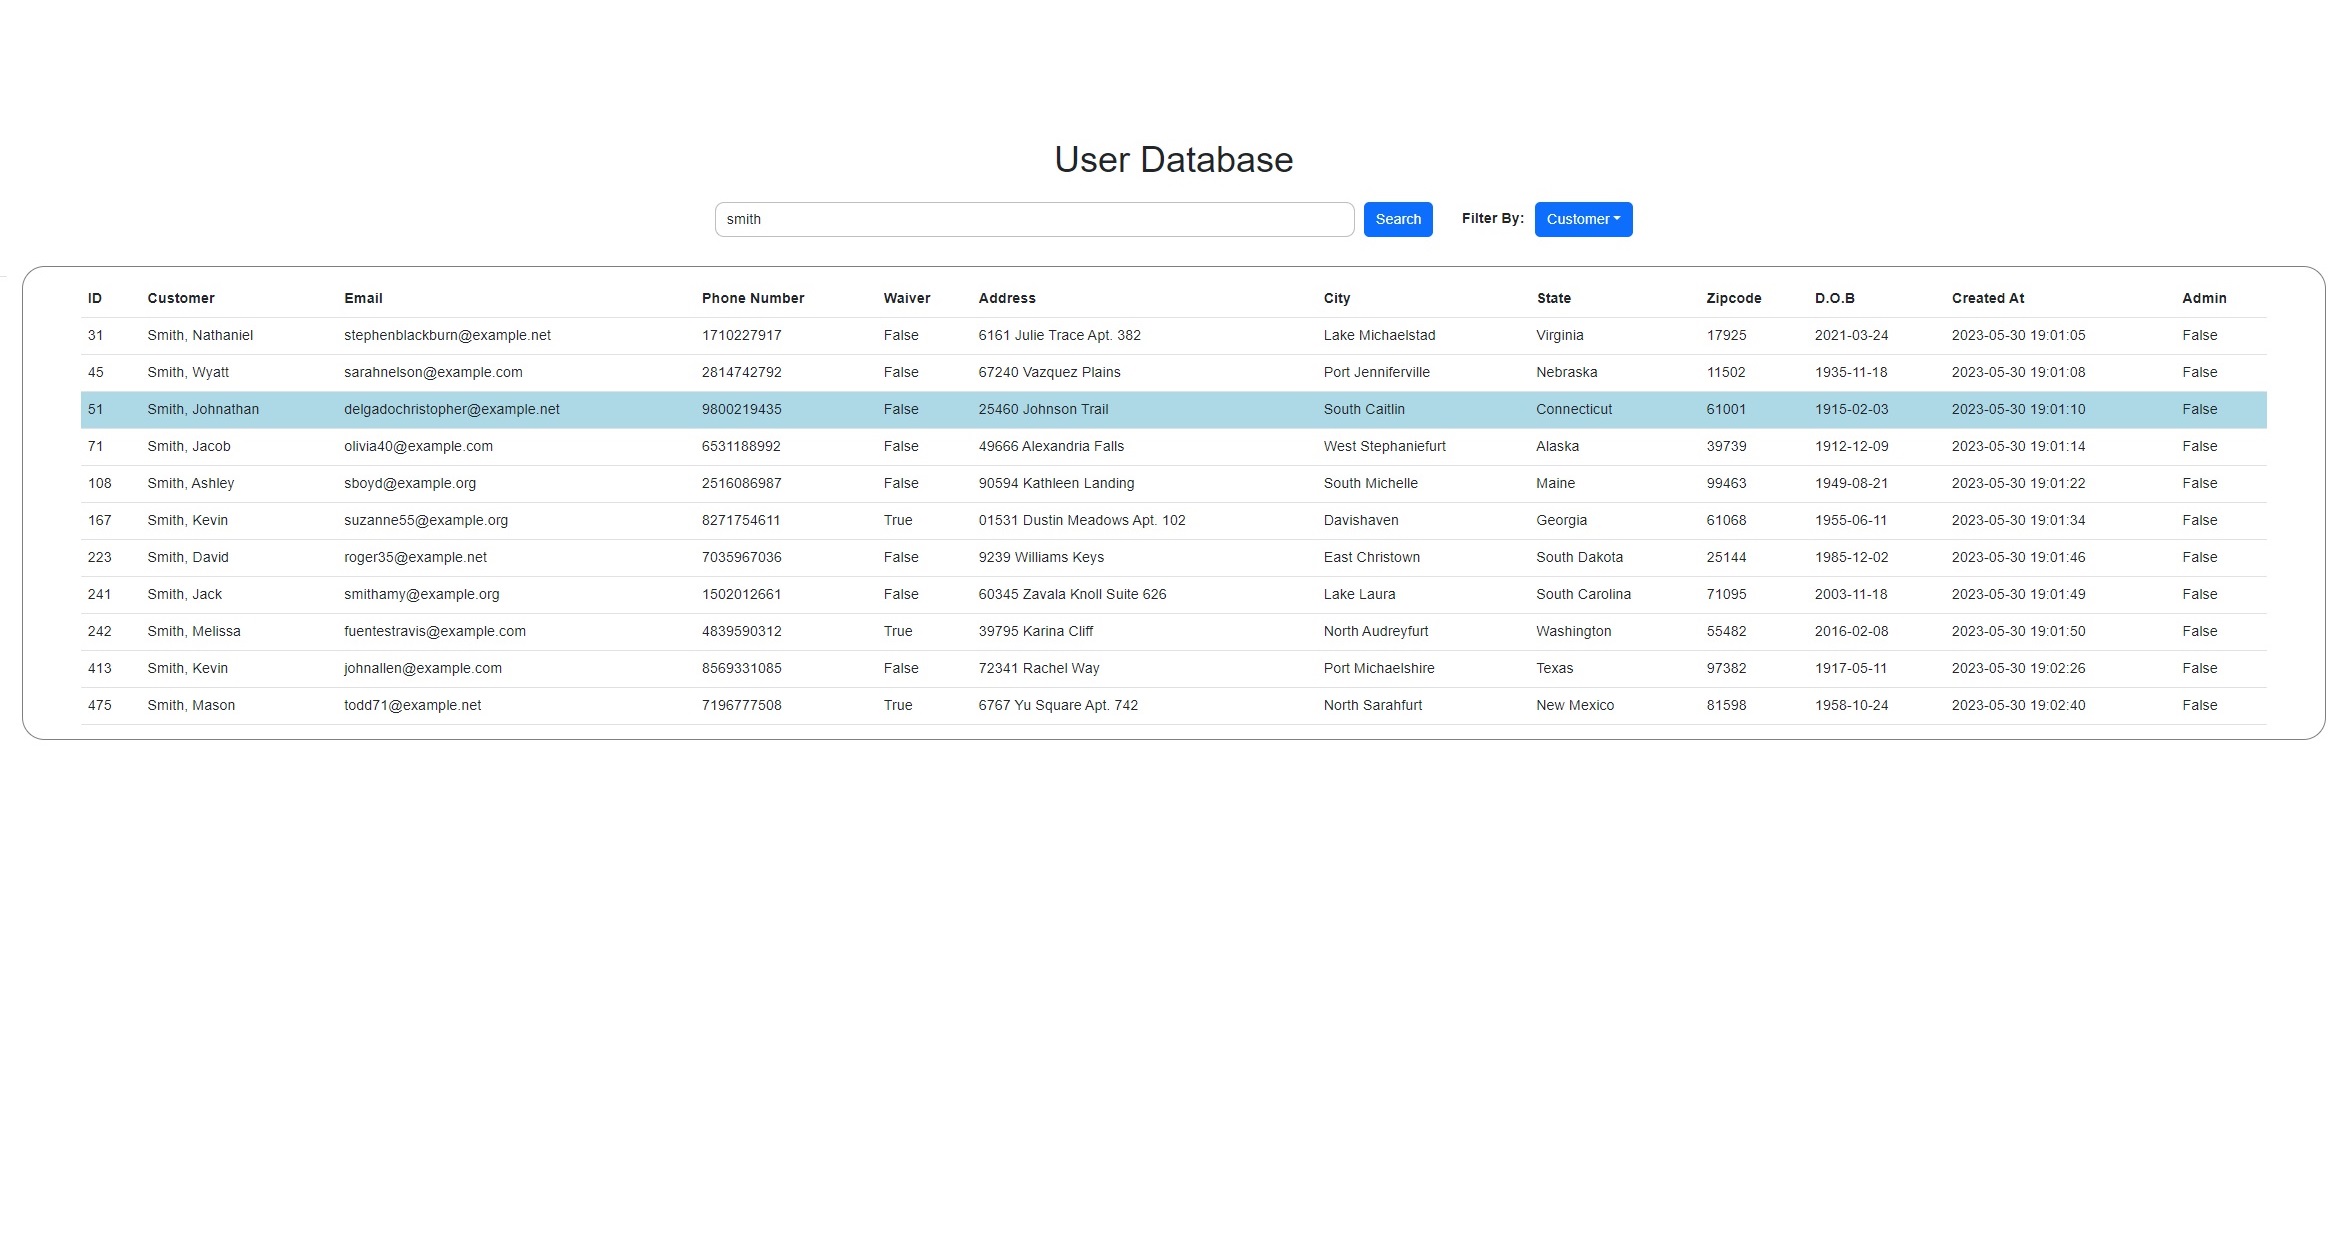 User Database
smith Search Filter By: Customer
ID Customer Email Phone Number Waiver Address City State Zipcode D.O.B Created At Admin
31 Smith, Nathaniel stephenblackburn@example.net 1710227917 False 6161 Julie Trace Apt. 382 Lake Michaelstad Virginia 17925 2021-03-24 2023-05-30 19:01:05 False
45 Smith, Wyatt sarahnelson@example.com 2814742792 False 67240 Vazquez Plains Port Jenniferville Nebraska 11502 1935-11-18 2023-05-30 19:01:08 False
51 Smith, Johnathan delgadochristopher@example.net 9800219435 False 25460 Johnson Trail South Caitlin Connecticut 61001 1915-02-03 2023-05-30 19:01:10 False
71 Smith, Jacob olivia40@example.com 6531188992 False 49666 Alexandria Falls West Stephaniefurt Alaska 39739 1912-12-09 2023-05-30 19:01:14 False
108 Smith, Ashley sboyd@example.org 2516086987 False 90594 Kathleen Landing South Michelle Maine 99463 1949-08-21 2023-05-30 19:01:22 False
167 Smith, Kevin suzanne55@example.org 8271754611 True 01531 Dustin Meadows Apt. 102 Davishaven Georgia 61068 1955-06-11 2023-05-30 19:01:34 False
223 Smith, David roger35@example.net 7035967036 False 9239 Williams Keys East Christown South Dakota 25144 1985-12-02 2023-05-30 19:01:46 False
241 Smith, Jack smithamy@example.org 1502012661 False 60345 Zavala Knoll Suite 626 Lake Laura South Carolina 71095 2003-11-18 2023-05-30 19:01:49 False
242 Smith, Melissa fuentestravis@example.com 4839590312 True 39795 Karina Cliff North Audreyfurt Washington 55482 2016-02-08 2023-05-30 19:01:50 False
413 Smith, Kevin johnallen@example.com 8569331085 False 72341 Rachel Way Port Michaelshire Texas 97382 1917-05-11 2023-05-30 19:02:26 False
475 Smith, Mason todd71@example.net 7196777508 True 6767 Yu Square Apt. 742 North Sarahfurt New Mexico 81598 1958-10-24 2023-05-30 19:02:40 False